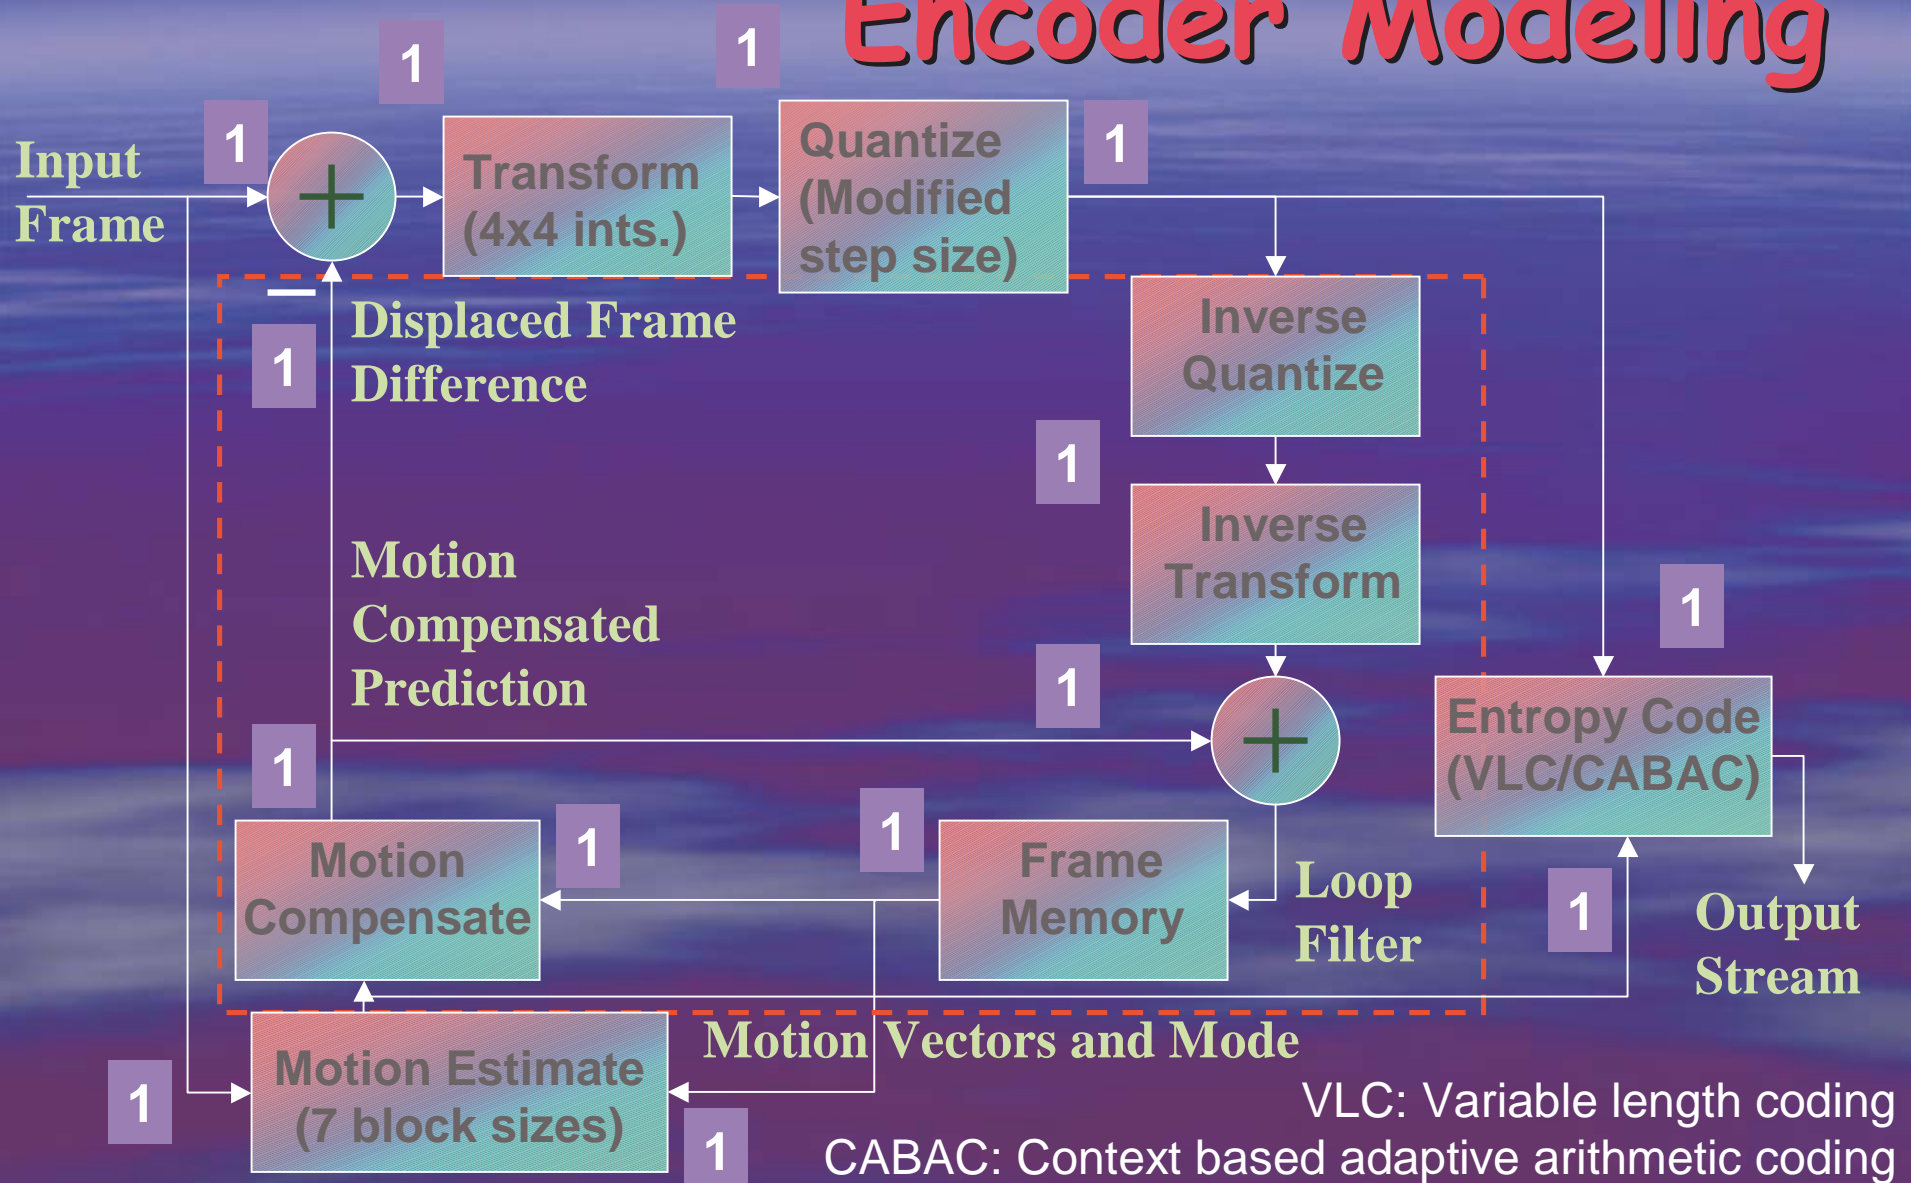 Encoder Modeling
1
1
1
1
Input
Frame
+
Transform
(4x4 ints.)
Quantize
(Modified
step size)
1
Displaced Frame
Difference
Inverse
Quantize
1
Motion
Compensated
Prediction
Inverse
Transform
1
1
1
+
Entropy Code
(VLC/CABAC)
1
1
Motion
Compensate
Frame
Memory
Loop
Filter
1
Output
Stream
Motion Vectors and Mode
1
Motion Estimate
(7 block sizes)
1
VLC: Variable length coding
CABAC: Context based adaptive arithmetic coding